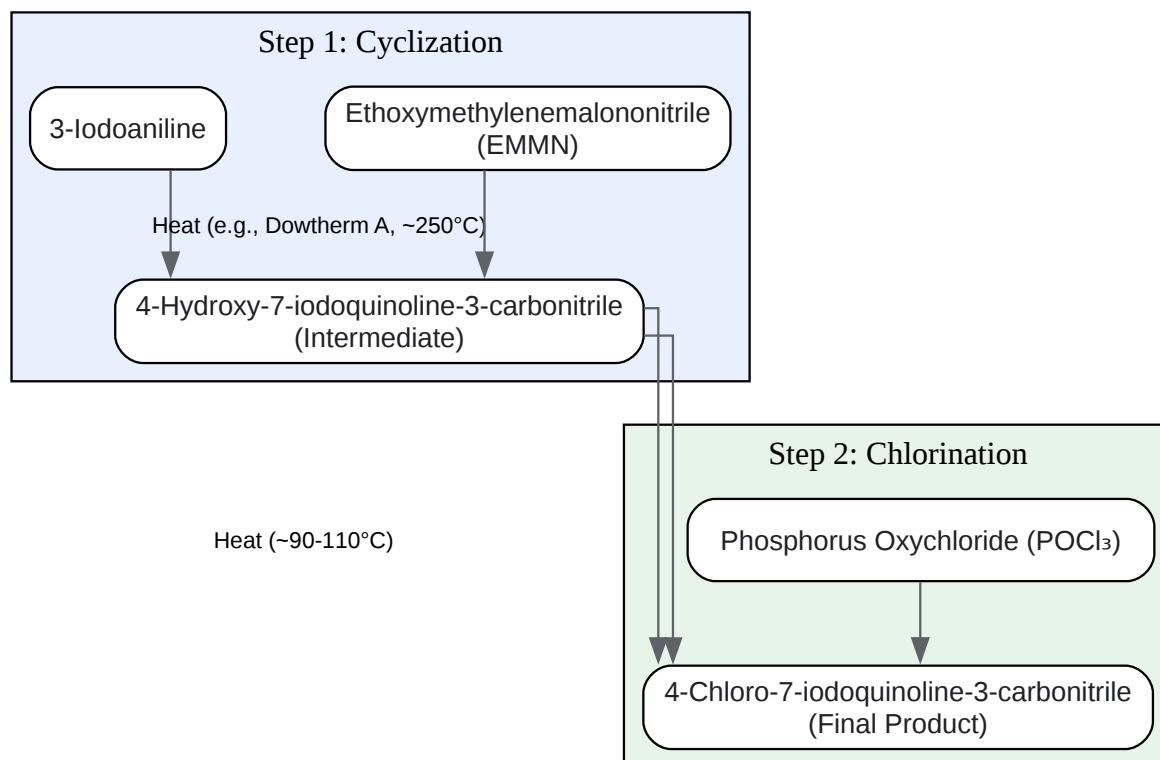 Step 1: Cyclization
3-Iodoaniline
Ethoxymethylenemalononitrile
(EMMN)
Heat (e.g., Dowtherm A, ~250°C)
4-Hydroxy-7-iodoquinoline-3-carbonitrile
(Intermediate)
Step 2: Chlorination
Phosphorus Oxychloride (POCl₃)
Heat (~90-110°C)
4-Chloro-7-iodoquinoline-3-carbonitrile
(Final Product)